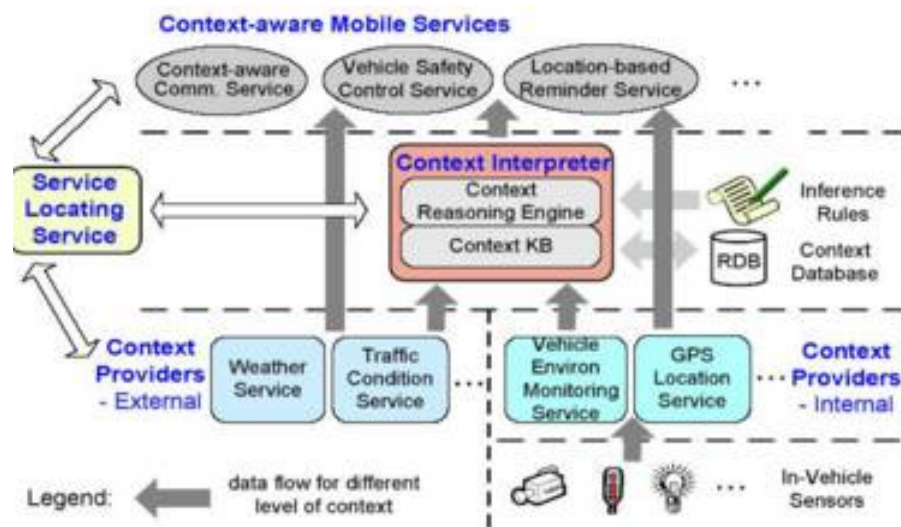 Context-aware Mobile Services
Context-aware
Comm. Service
Vehicle Safety
Control Service
Location-based
Reminder Service
...
Service
Locating
Service
Context Interpreter
Context
Reasoning Engine
Context KB
Inference
Rules
RDB
Context
Database
Context
Providers
- External
Weather
Service
Traffic
Condition
Service
...
Vehicle
Environ
Monitoring
Service
GPS
Location
Service
...
Context
Providers
- Internal
Legend:
data flow for different
level of context
...
In-Vehicle
Sensors